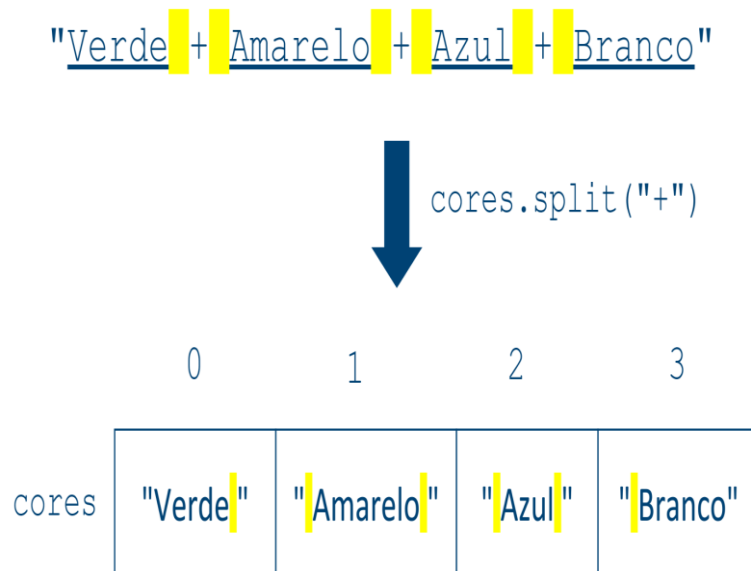 "Verde + Amarelo + Azul + Branco"
cores.split("+")
0 1 2 3
cores "Verde " " Amarelo " " Azul " " Branco"